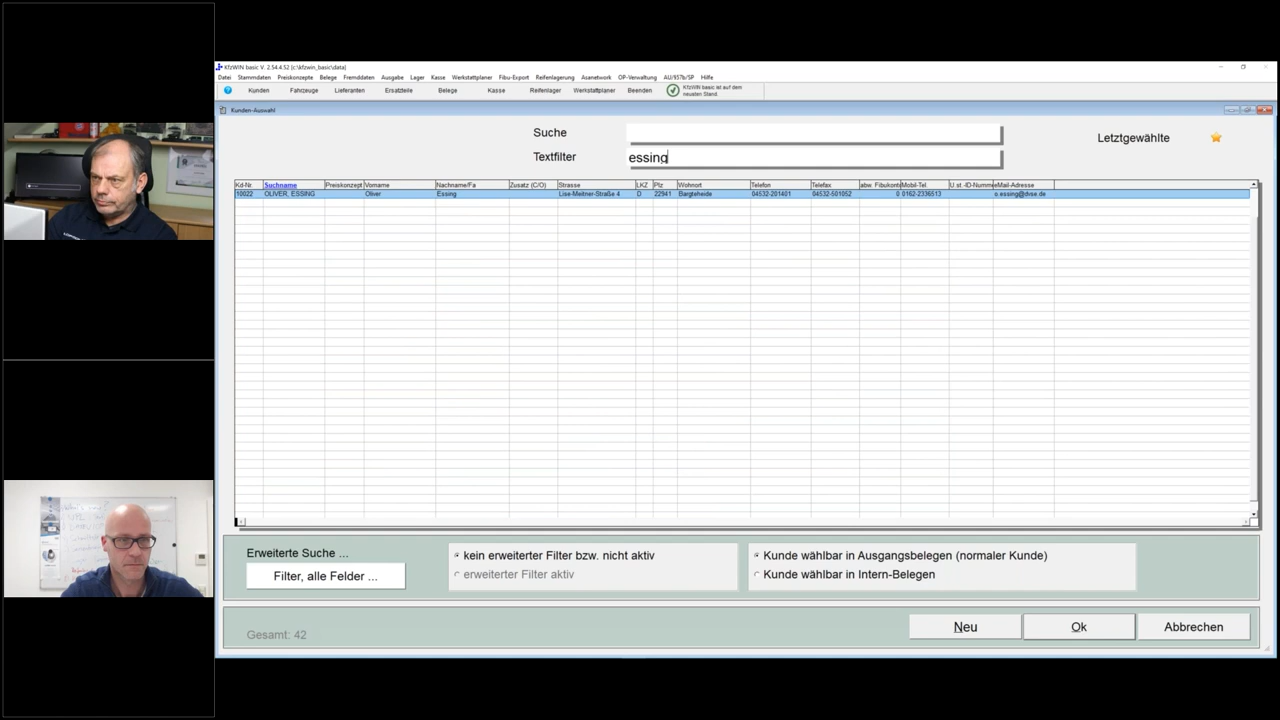 KfzWIN basic V. 2.54.4.52 (c:\kfzwin_basic\data)
Datei Stammdaten Preiskonzepte Belege Fremddaten Ausgabe Lager Kasse Werkstattplaner Fibu-Export Reifenlagerung Asanetwork OP-Verwaltung AU/957b/SP Hilfe
Kunden Fahrzeuge Lieferanten Ersatzteile Belege Kasse Reifenlager Werkstattplaner Beenden
KfzWIN basic ist auf dem
neusten Stand.
Kunden-Auswahl
Suche
Letztgewählte
Textfilter essing
Kd-Nr. Suchname Preiskonzept Vorname Nachname/Fa Zusatz (C/O) Strasse LKZ Plz Wohnort Telefon Telefax abw. Fibukont Mobil-Tel. U.st.-ID-Numm eMail-Adresse
10022 OLIVER, ESSING Oliver Essing Lise-Meitner-Straße 4 D 22941 Bargteheide 04532-201401 04532-501052 0 0162-2336513 o.essing@dvse.de
Erweiterte Suche ...
Filter, alle Felder ...
kein erweiterter Filter bzw. nicht aktiv
erweiterter Filter aktiv
Kunde wählbar in Ausgangsbelegen (normaler Kunde)
Kunde wählbar in Intern-Belegen
Gesamt: 42
Neu Ok Abbrechen